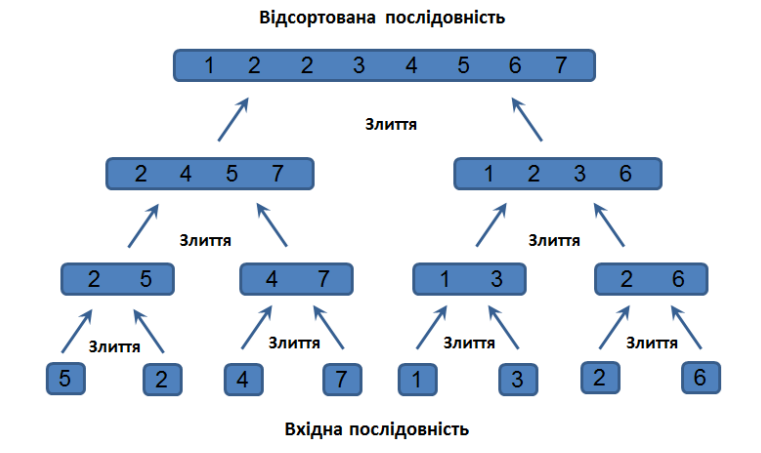 Відсортована послідовність
1 2 2 3 4 5 6 7
Злиття
2 4 5 7
1 2 3 6
Злиття
Злиття
2 5
4 7
1 3
2 6
Злиття
Злиття
Злиття
Злиття
5
2
4
7
1
3
2
6
Вхідна послідовність